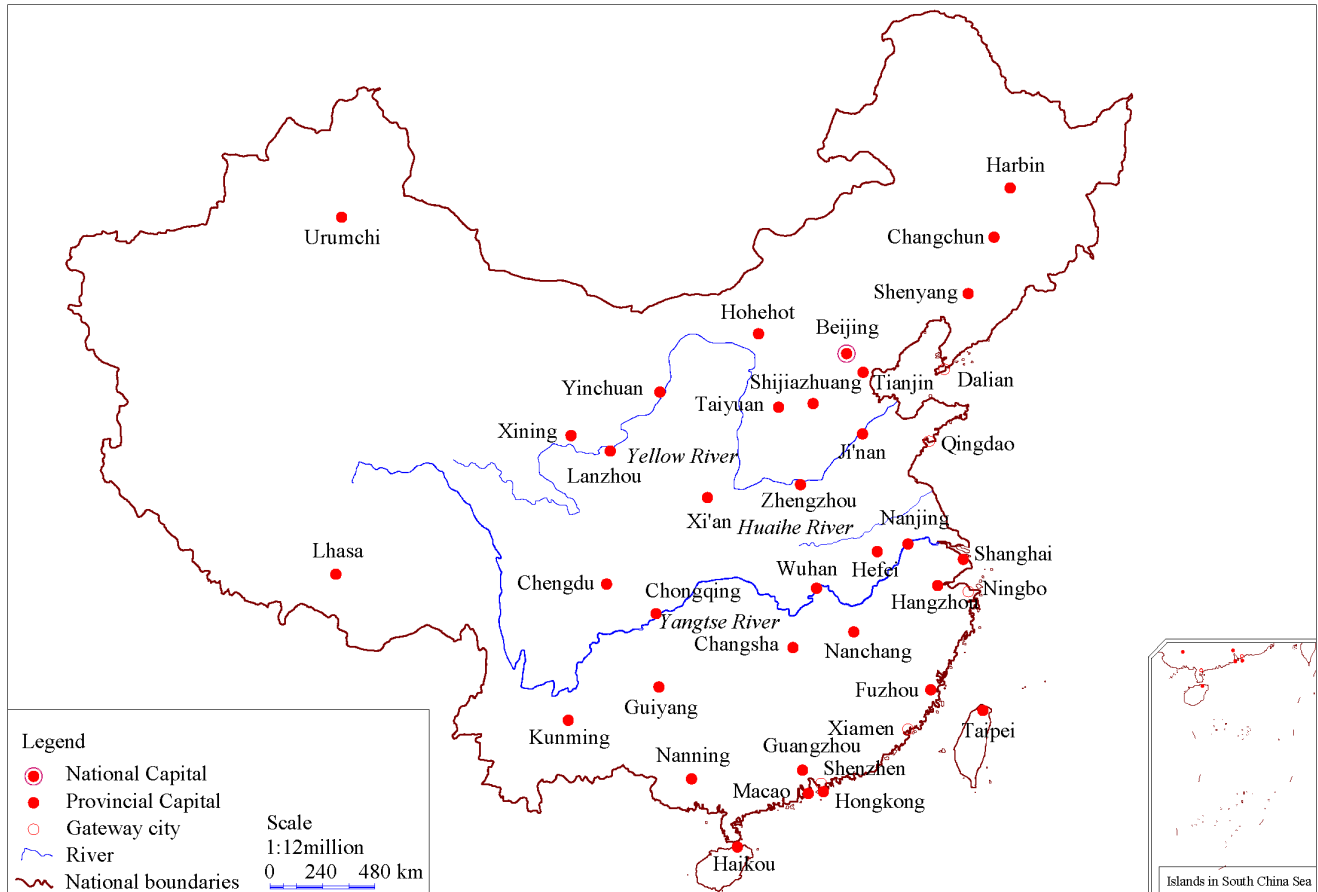 Harbin
Urumchi
Changchun
Shenyang
Hohehot
Beijing
Shijiazhuang
Tianjin
Dalian
Yinchuan
Taiyuan
Xining
Ji'nan
Qingdao
Yellow River
Lanzhou
Zhengzhou
Xi'an
Huaihe River
Nanjing
Lhasa
Shanghai
Wuhan
Hefei
Chengdu
Chongqing
Hangzhou
Ningbo
Yangtse River
Changsha
Nanchang
Fuzhou
Guiyang
Kunming
Xiamen
Taipei
Nanning
Guangzhou
Shenzhen
Macao
Hongkong
Haikou
Legend
National Capital
Provincial Capital
Gateway city
River
National boundaries
Scale
1:12million
0 240 480 km
Islands in South China Sea